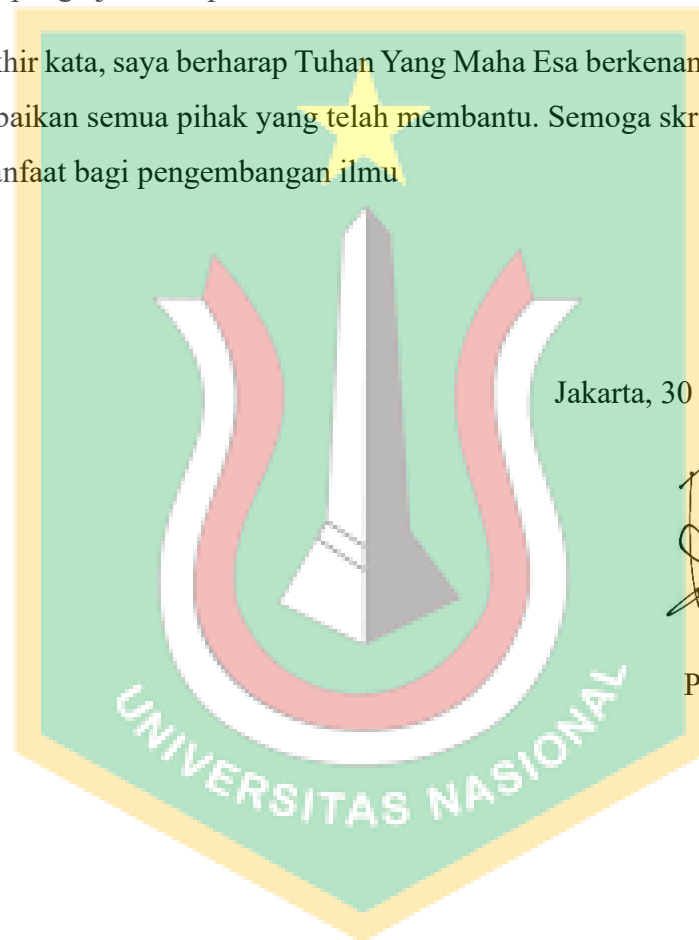 hir kata, saya berharap Tuhan Yang Maha Esa berkenan
baikan semua pihak yang telah membantu. Semoga skr
anfaat bagi pengembangan ilmu
Jakarta, 30
P
UNIVERSITAS NASIONAL